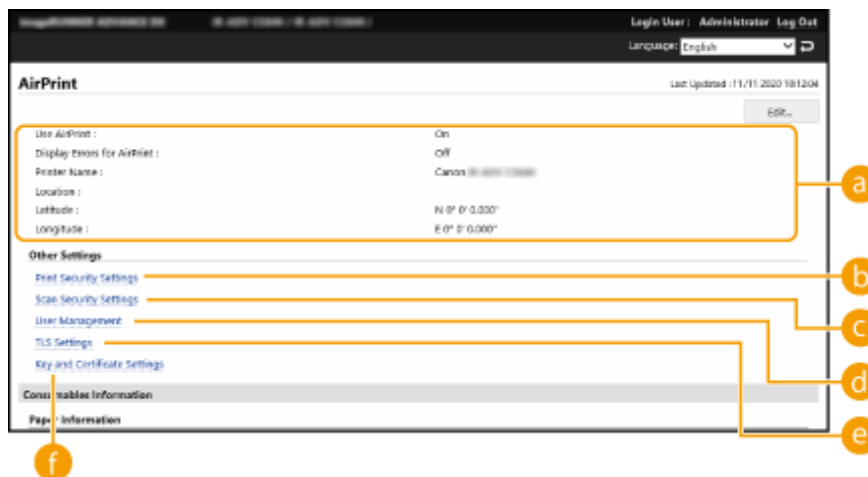 imageRUNNER ADVANCE DX
Login User : Administrator Log Out
Language: English
AirPrint
Last Updated : 11/11 2020 10:12:04
Edit...
Use AirPrint : On
Display Errors for AirPrint : Off
Printer Name : Canon
Location :
Latitude : N 0° 0' 0.000"
Longitude : E 0° 0' 0.000"
a
Other Settings
Print Security Settings
b
Scan Security Settings
c
User Management
d
TLS Settings
e
Key and Certificate Settings
f
Consumables Information
Paper Information